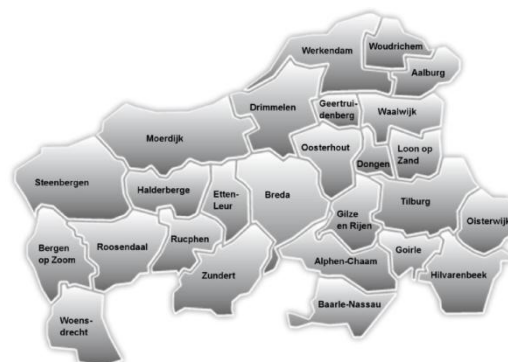 Werkendam
Woudrichem
Aalburg
Drimmelen
Geertrui-
denberg
Waalwijk
Moerdijk
Oosterhout
Dongen
Loon op
Zand
Steenbergen
Halderberge
Etten-
Leur
Breda
Gilze
en Rijen
Tilburg
Oisterwijk
Bergen
op Zoom
Roosendaal
Rucphen
Zundert
Alphen-Chaam
Goirle
Hilvarenbeek
Baarle-Nassau
Woens-
drecht